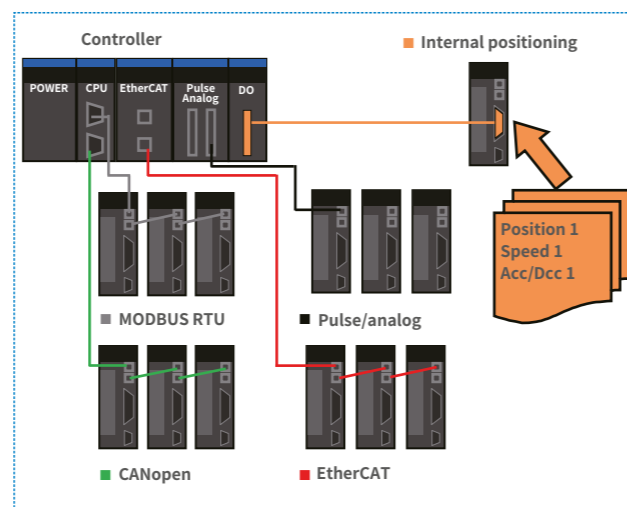 Controller
Internal positioning
POWER
CPU
EtherCAT
Pulse
Analog
DO
Position 1
Speed 1
Acc/Dcc 1
MODBUS RTU
Pulse/analog
CANopen
EtherCAT